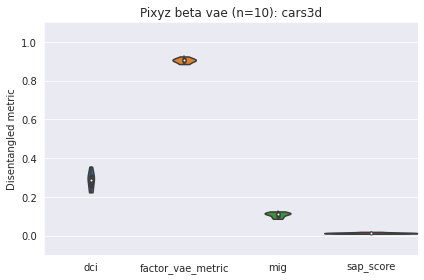 Pixyz beta vae (n=10): cars3d
Disentangled metric
1.0
0.8
0.6
0.4
0.2
0.0
dci factor_vae_metric mig sap_score